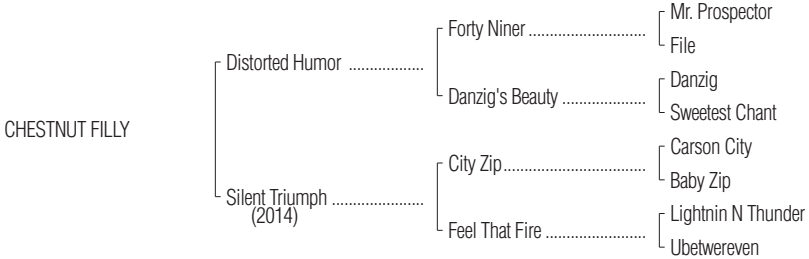 Mr. Prospector
Forty Niner ............................
File
Distorted Humor ..................
Danzig
Danzig's Beauty ....................
Sweetest Chant
CHESTNUT FILLY
Carson City
City Zip..................................
Baby Zip
Silent Triumph ......................
(2014)
Lightnin N Thunder
Feel That Fire ........................
Ubetwereven